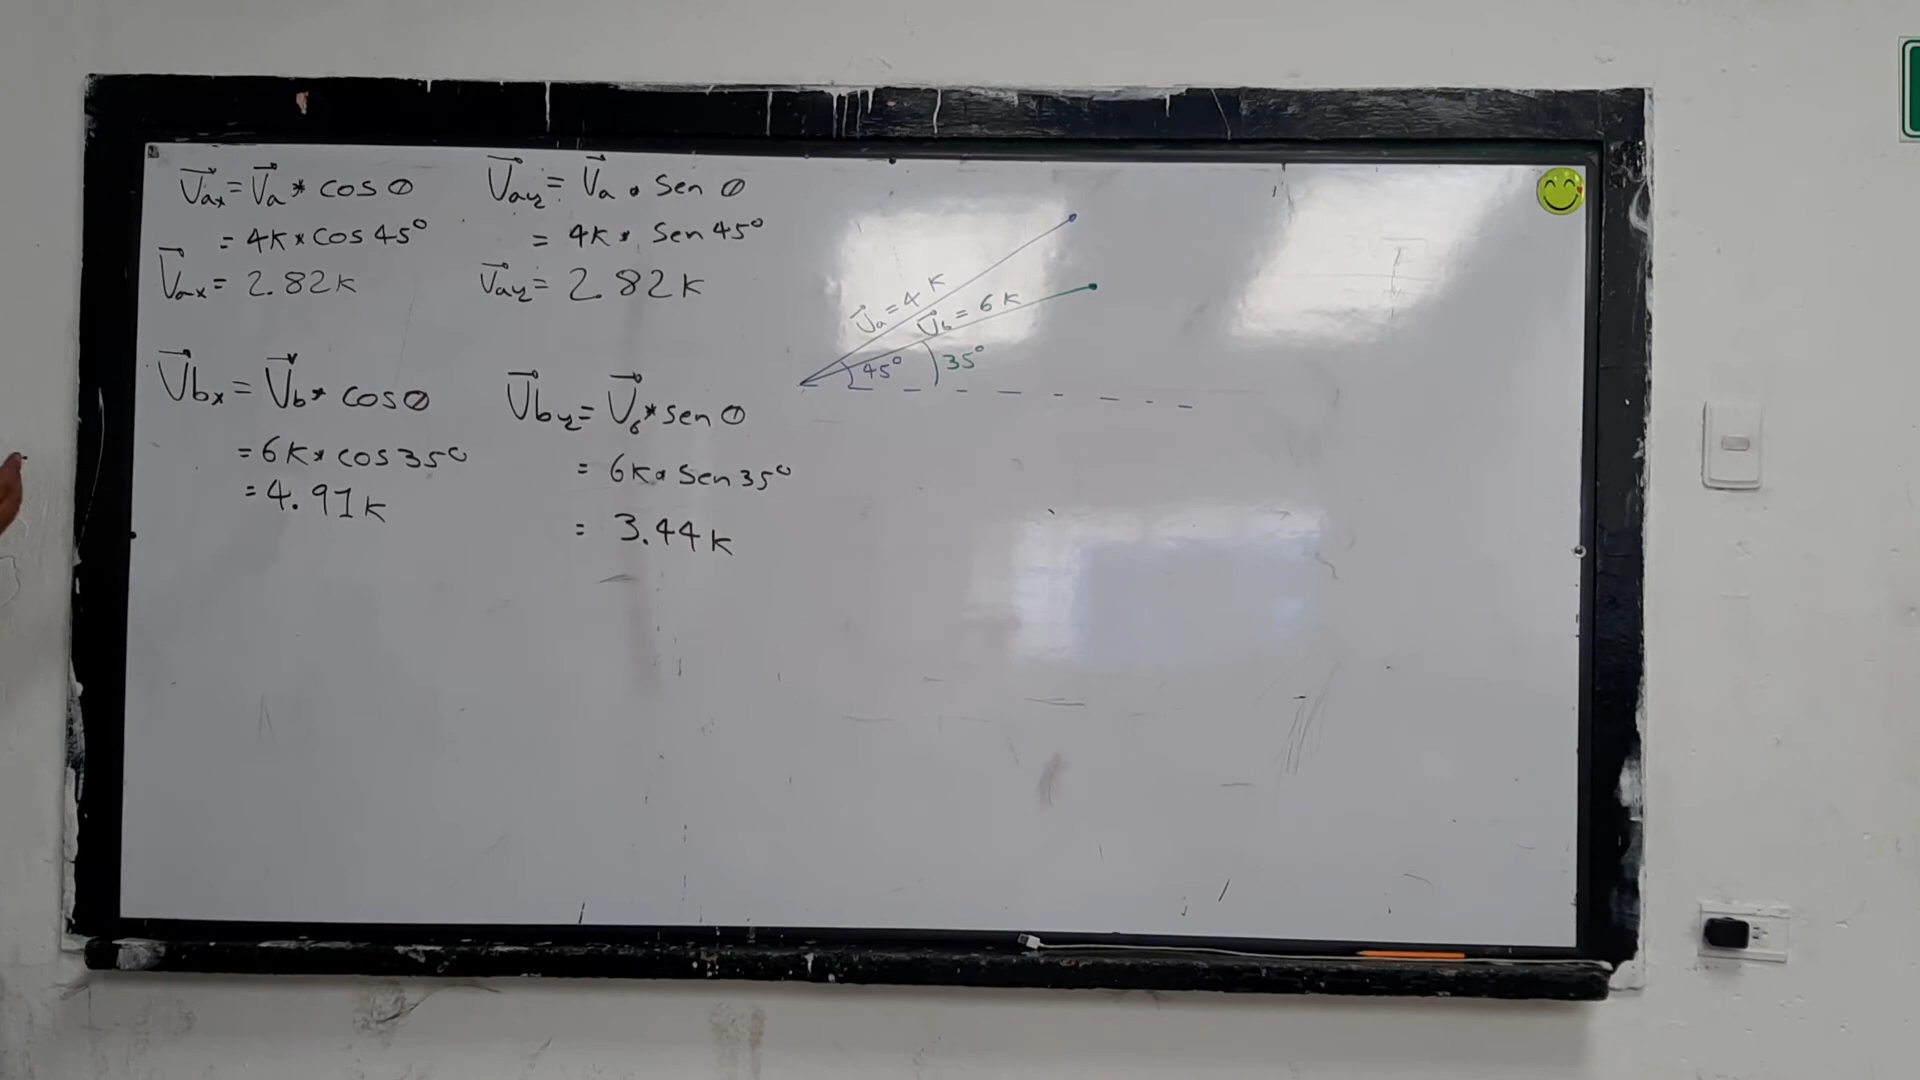 V⃗ax = V⃗a * cos θ
= 4K * cos 45°
V⃗ax = 2.82K
V⃗ay = V⃗a • Sen θ
= 4K * Sen 45°
V⃗ay = 2.82K
V⃗bx = V⃗b * cos θ
= 6K * cos 35°
= 4.91K
V⃗by = V⃗b * sen θ
= 6K * Sen 35°
= 3.44K
V⃗a = 4 K
V⃗b = 6 K
45°
35°